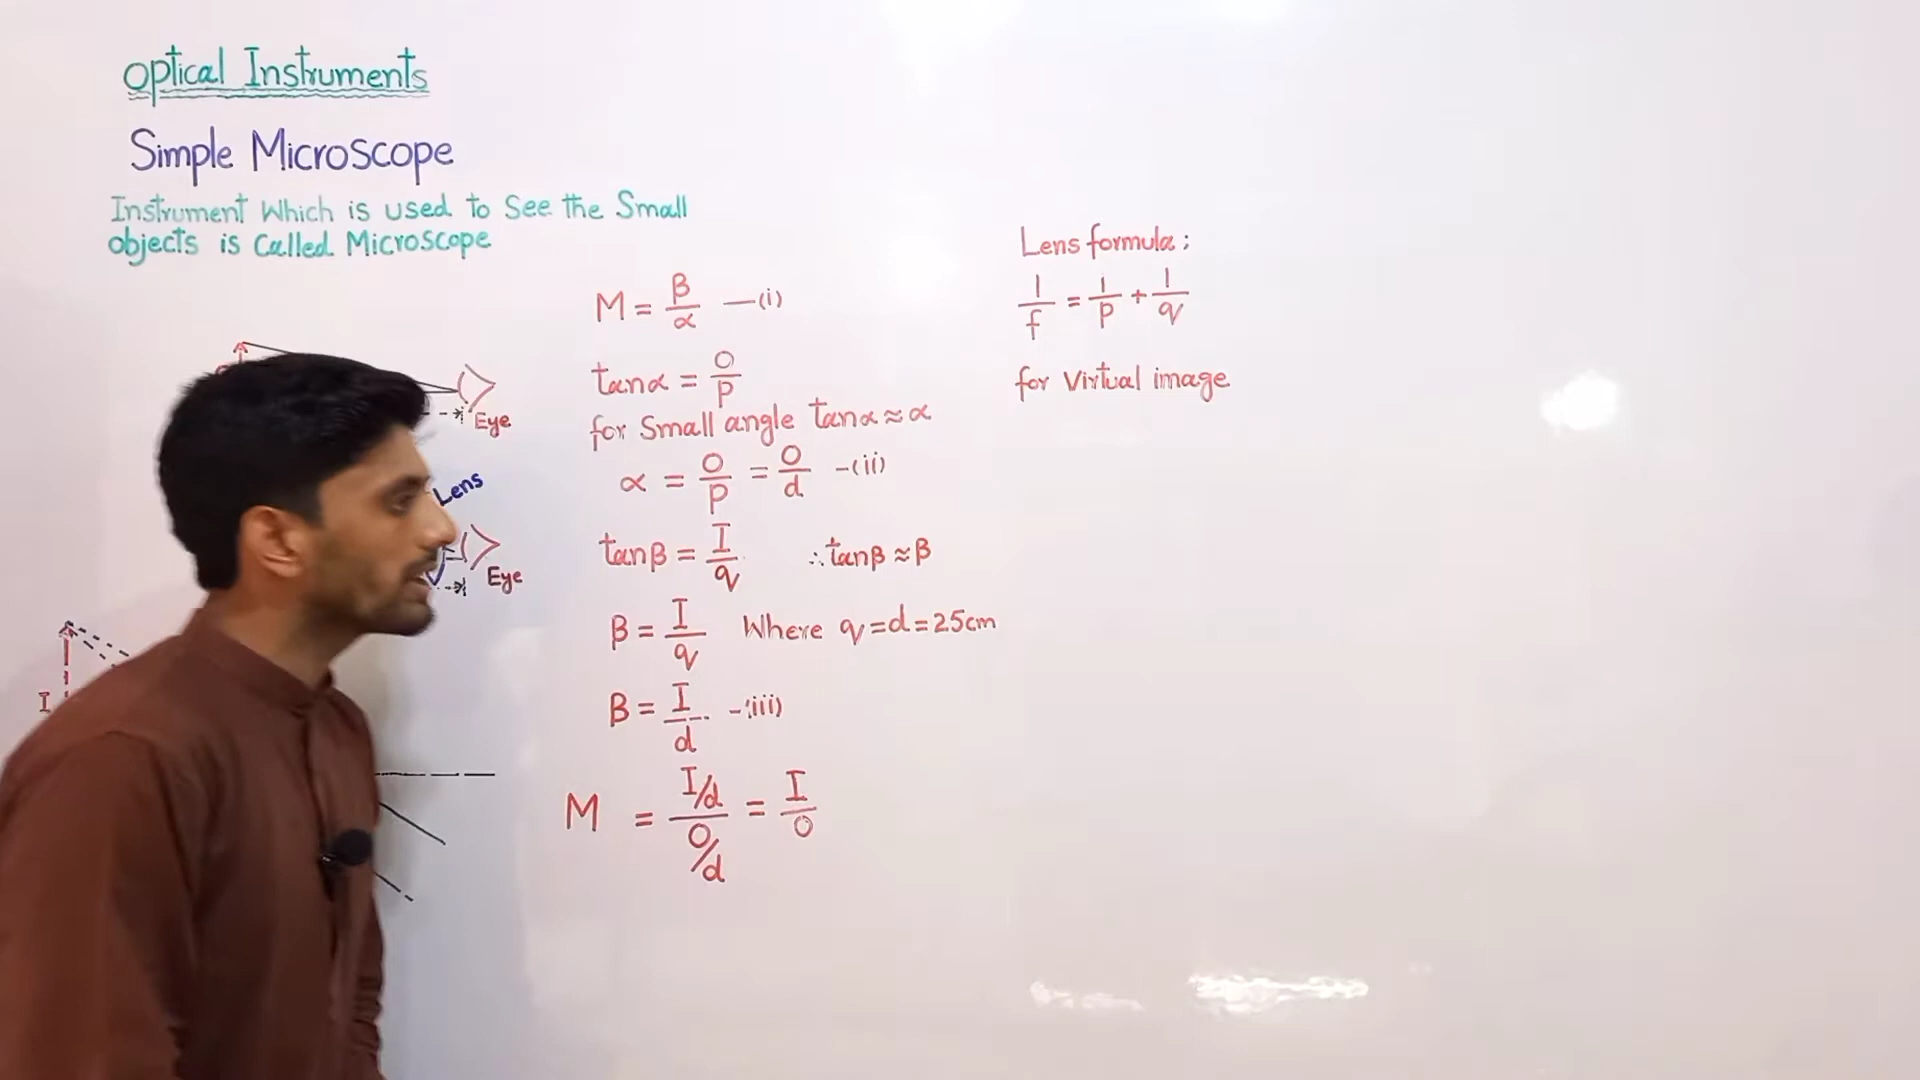 Optical Instruments
Simple Microscope
Instrument Which is used to See the Small
objects is Called Microscope
Eye
Lens
Eye
I
M = β/α —(i)
tanα = O/P
for Small angle tanα ≈ α
α = O/P = O/d -(ii)
tanβ = I/q ∴ tanβ ≈ β
β = I/q Where q = d = 25cm
β = I/d -(iii)
M = (I/d)/(O/d) = I/O
Lens formula :
1/f = 1/P + 1/q
for Virtual image